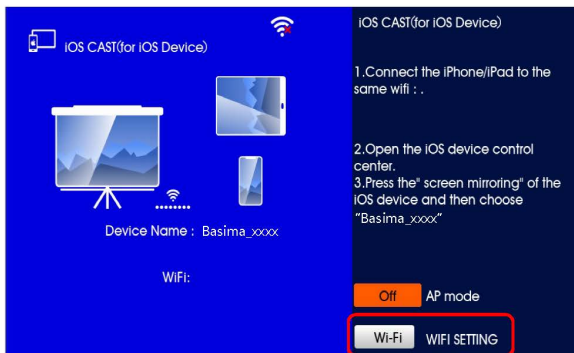 iOS CAST(for iOS Device)
Device Name : Basima_xxxx
WiFi:
iOS CAST(for iOS Device)
1.Connect the iPhone/iPad to the
same wifi : .
2.Open the iOS device control
center.
3.Press the" screen mirroring" of the
iOS device and then choose
"Basima_xxxx"
Off AP mode
Wi-Fi WIFI SETTING